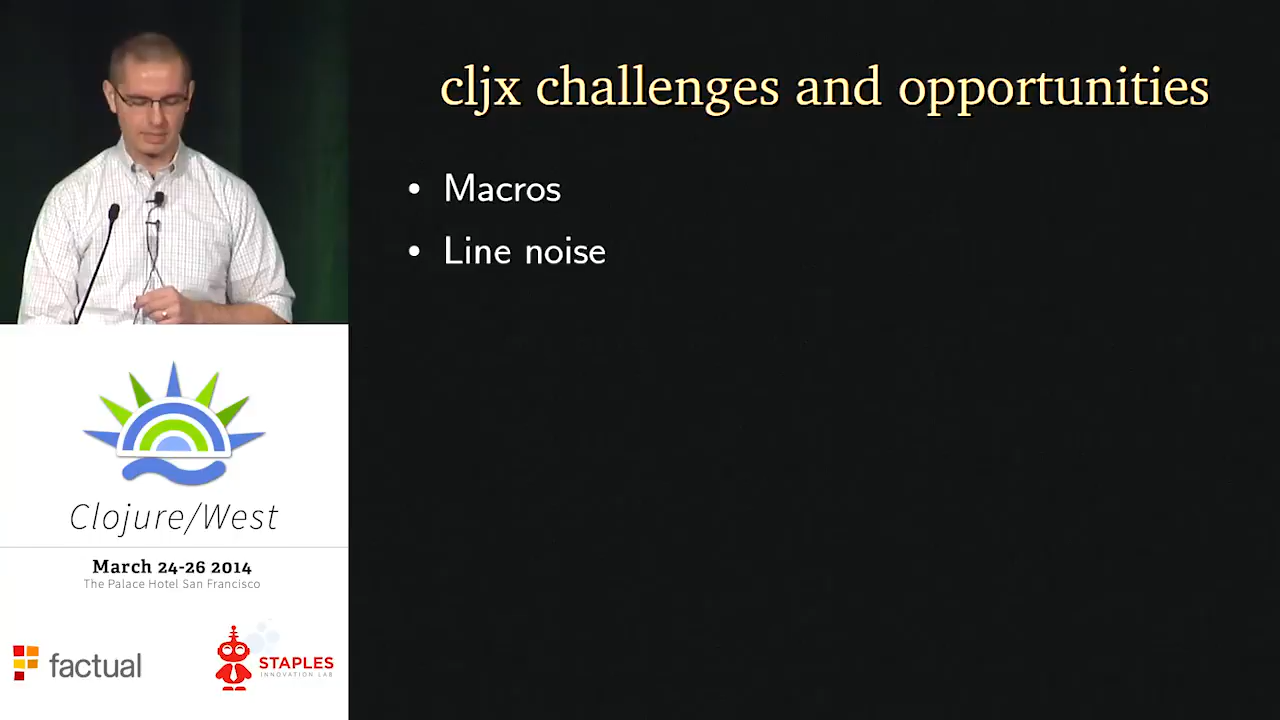 cljx challenges and opportunities
• Macros
• Line noise
Clojure/West
March 24-26 2014
The Palace Hotel San Francisco
factual
STAPLES
INNOVATION LAB